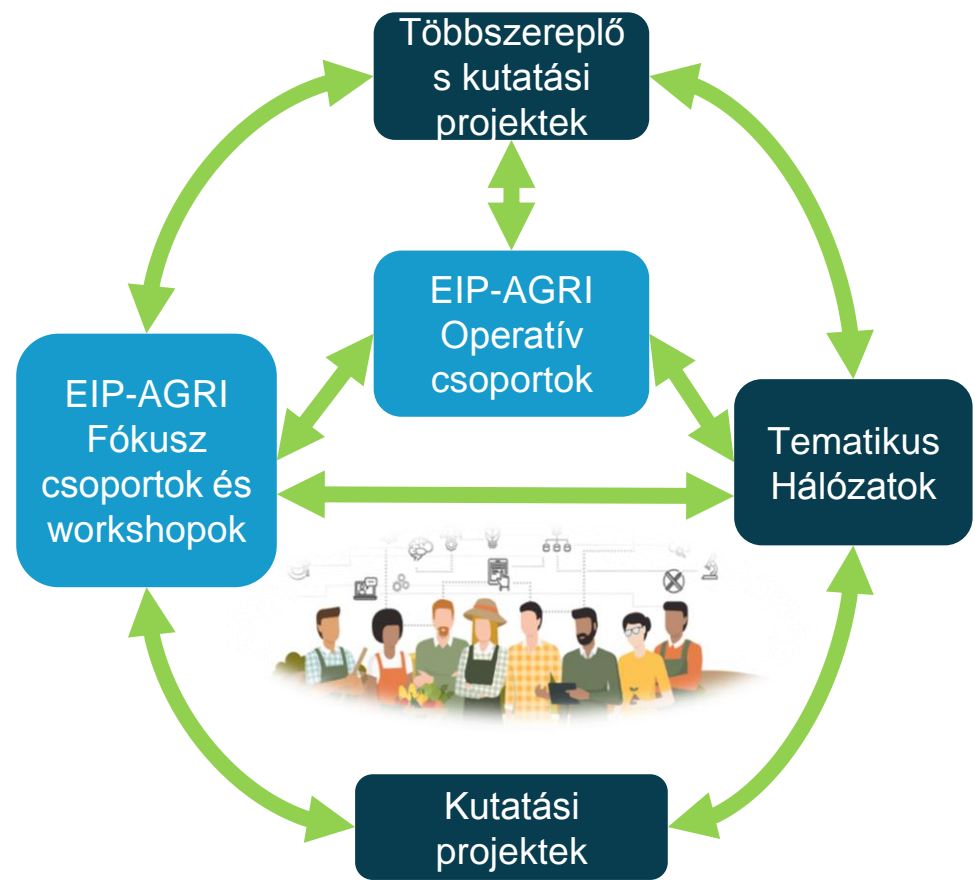 Többszereplő
s kutatási
projektek
EIP-AGRI
Operatív
csoportok
EIP-AGRI
Fókusz
csoportok és
workshopok
Tematikus
Hálózatok
Kutatási
projektek